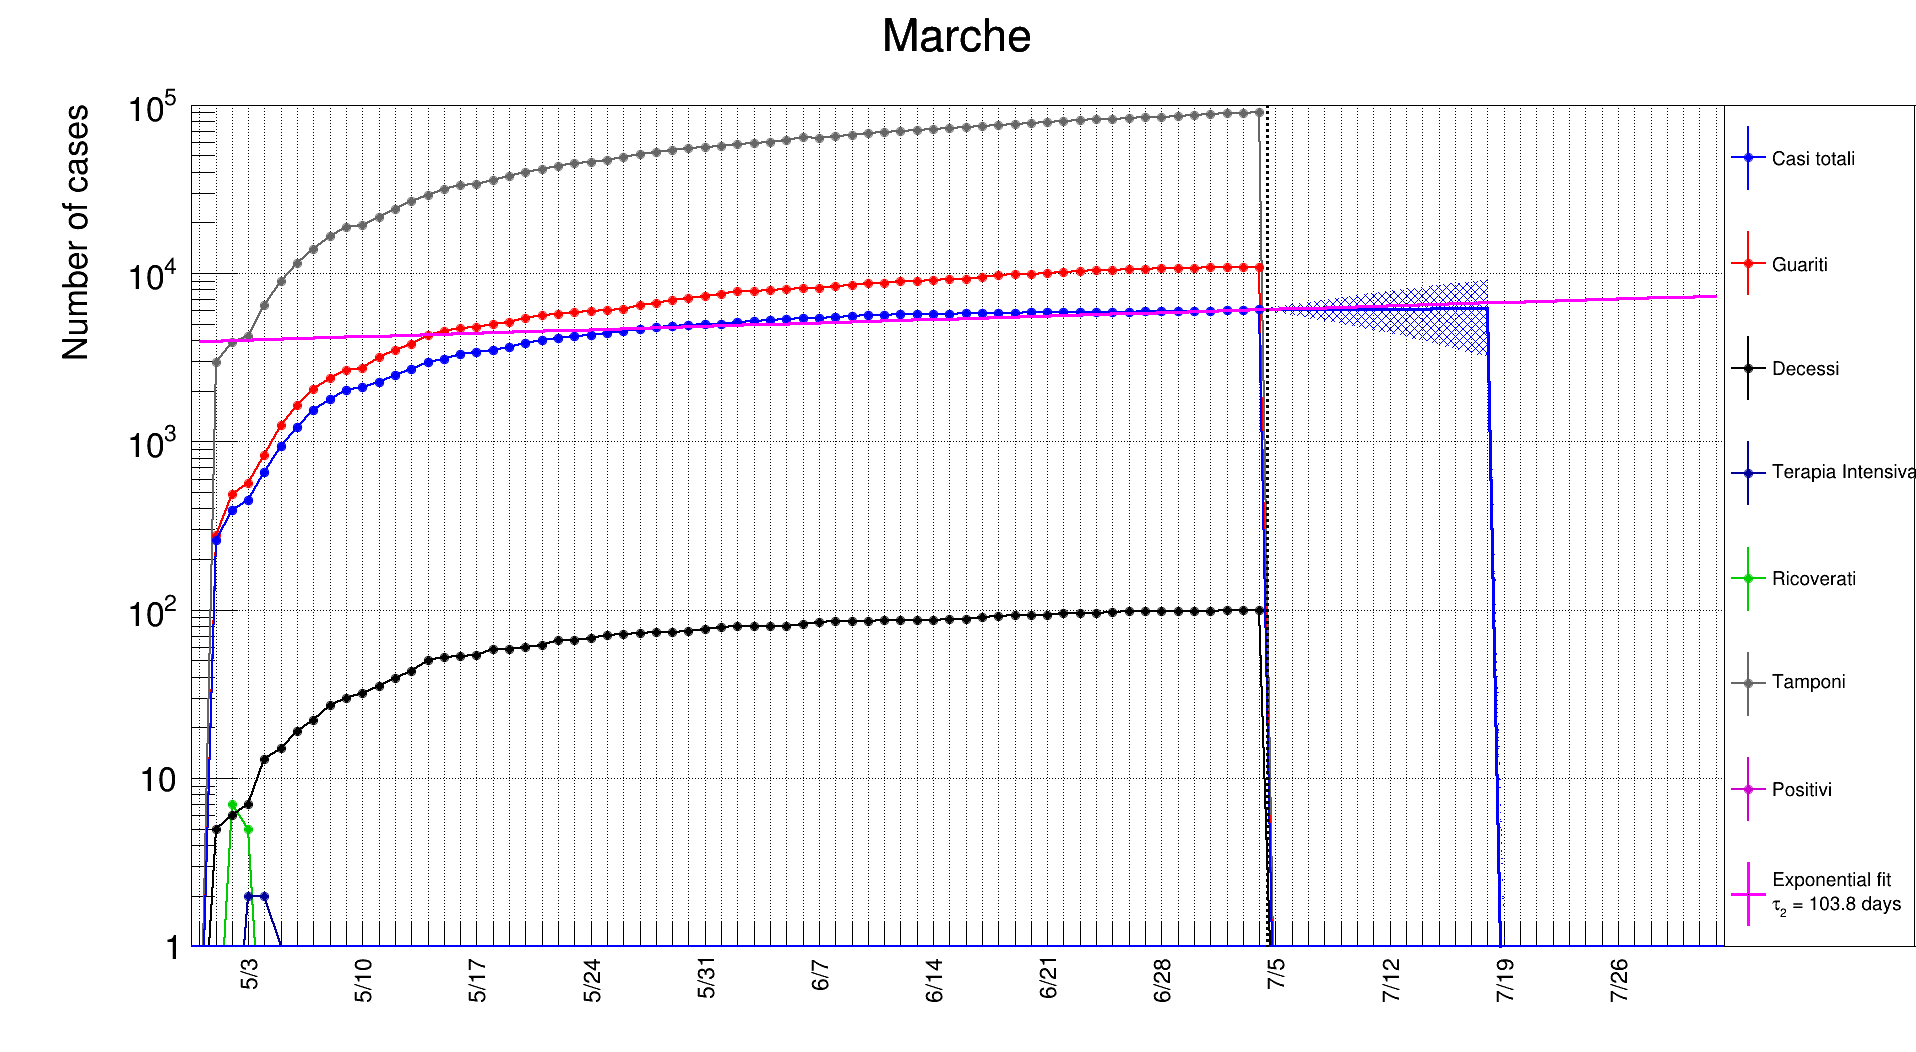 Marche
Number of cases
10^5
10^4
10^3
10^2
10
1
5/3
5/10
5/17
5/24
5/31
6/7
6/14
6/21
6/28
7/5
7/12
7/19
7/26
Casi totali
Guariti
Decessi
Terapia Intensiva
Ricoverati
Tamponi
Positivi
Exponential fit
τ₂ = 103.8 days